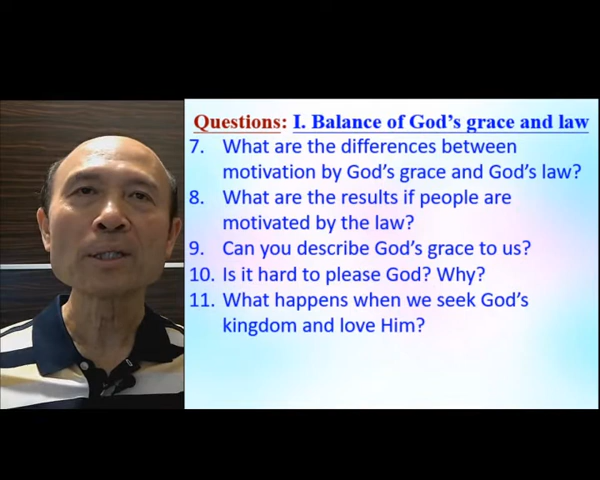 Questions: I. Balance of God's grace and law
7. What are the differences between
motivation by God's grace and God's law?
8. What are the results if people are
motivated by the law?
9. Can you describe God's grace to us?
10. Is it hard to please God? Why?
11. What happens when we seek God's
kingdom and love Him?